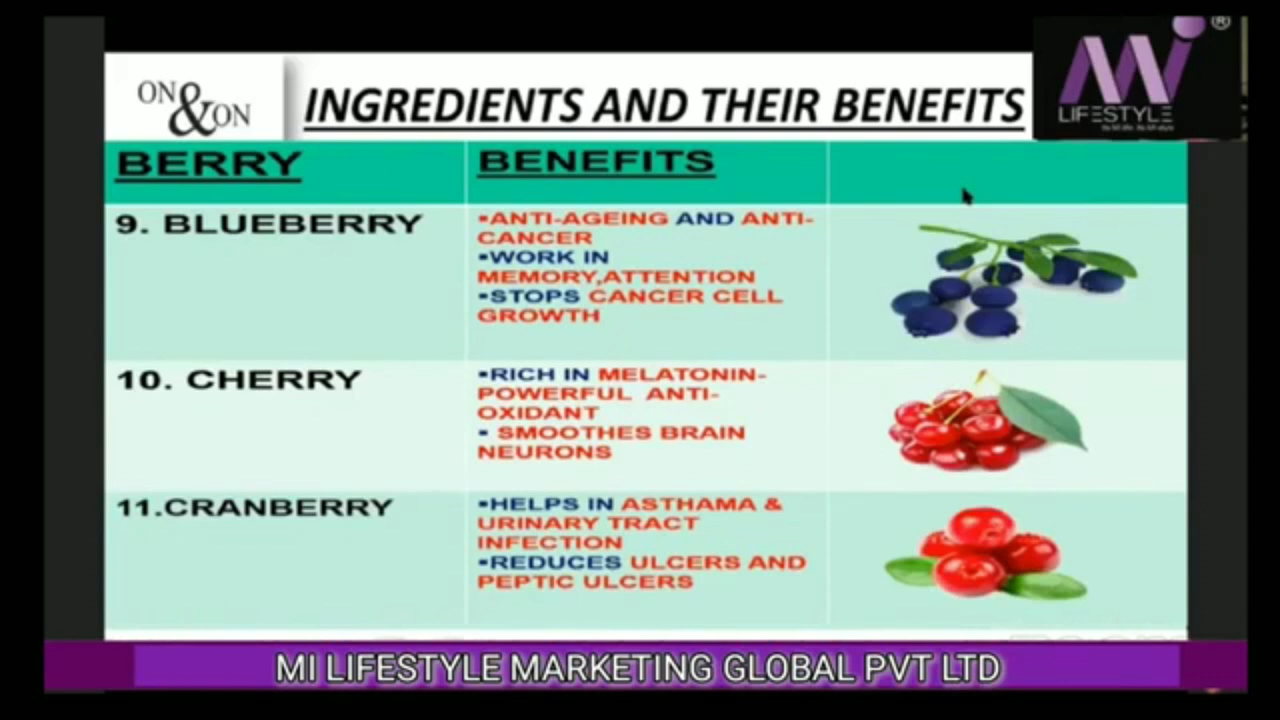 ON
&
ON
INGREDIENTS AND THEIR BENEFITS
Mi
®
LIFESTYLE
BERRY
BENEFITS
9. BLUEBERRY
▪ANTI-AGEING AND ANTI-
CANCER
▪WORK IN
MEMORY,ATTENTION
▪STOPS CANCER CELL
GROWTH
10. CHERRY
▪RICH IN MELATONIN-
POWERFUL ANTI-
OXIDANT
▪ SMOOTHES BRAIN
NEURONS
11.CRANBERRY
▪HELPS IN ASTHAMA &
URINARY TRACT
INFECTION
▪REDUCES ULCERS AND
PEPTIC ULCERS
MI LIFESTYLE MARKETING GLOBAL PVT LTD